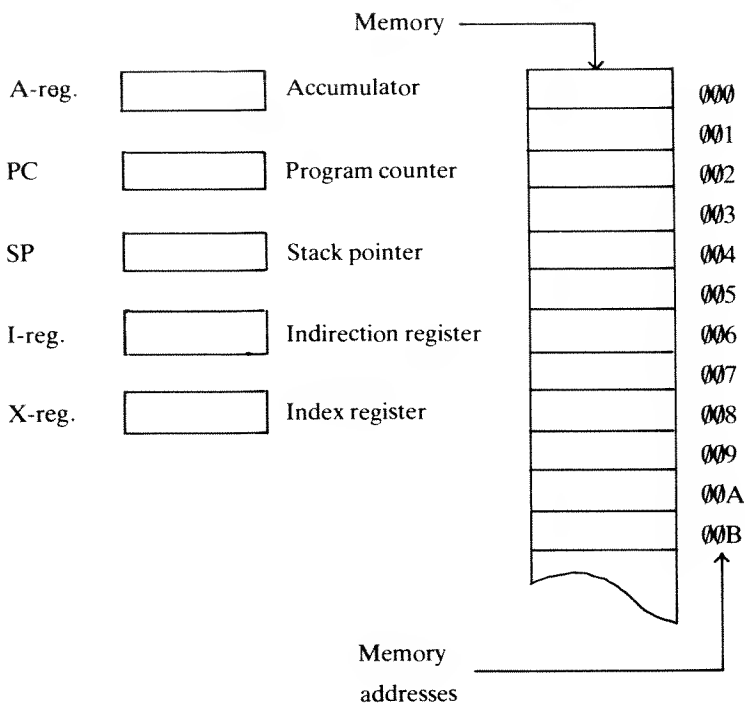 Memory
A-reg. Accumulator
PC Program counter
SP Stack pointer
I-reg. Indirection register
X-reg. Index register
000
001
002
003
004
005
006
007
008
009
00A
00B
Memory
addresses